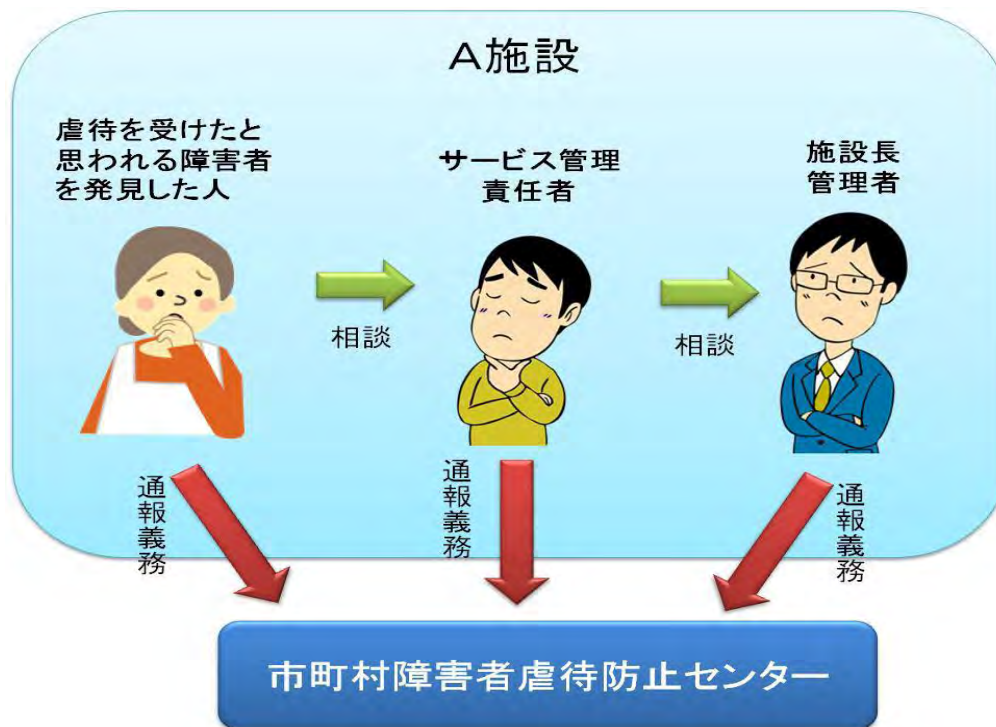 A施設
虐待を受けたと
思われる障害者
を発見した人
サービス管理
責任者
施設長
管理者
相談
相談
通報義務
通報義務
通報義務
市町村障害者虐待防止センター